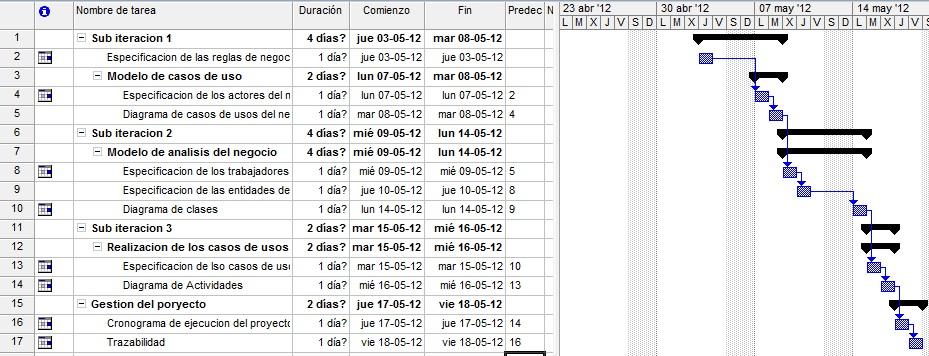 Nombre de tarea Duración Comienzo Fin Predec N 23 abr '12 30 abr '12 07 may '12 14 may '12
L M X J V S D L M X J V S D L M X J V S D L M X J V S
1 Sub iteracion 1 4 días? jue 03-05-12 mar 08-05-12
2 Especificacion de las reglas de negoc 1 día? jue 03-05-12 jue 03-05-12
3 Modelo de casos de uso 2 días? lun 07-05-12 mar 08-05-12
4 Especificacion de los actores del n 1 día? lun 07-05-12 lun 07-05-12 2
5 Diagrama de casos de usos del ne 1 día? mar 08-05-12 mar 08-05-12 4
6 Sub iteracion 2 4 días? mié 09-05-12 lun 14-05-12
7 Modelo de analisis del negocio 4 días? mié 09-05-12 lun 14-05-12
8 Especificacion de los trabajadores 1 día? mié 09-05-12 mié 09-05-12 5
9 Especificacion de las entidades de 1 día? jue 10-05-12 jue 10-05-12 8
10 Diagrama de clases 1 día? lun 14-05-12 lun 14-05-12 9
11 Sub iteracion 3 2 días? mar 15-05-12 mié 16-05-12
12 Realizacion de los casos de usos 2 días? mar 15-05-12 mié 16-05-12
13 Especificacion de lso casos de uso 1 día? mar 15-05-12 mar 15-05-12 10
14 Diagrama de Actividades 1 día? mié 16-05-12 mié 16-05-12 13
15 Gestion del poryecto 2 días? jue 17-05-12 vie 18-05-12
16 Cronograma de ejecucion del proyecto 1 día? jue 17-05-12 jue 17-05-12 14
17 Trazabilidad 1 día? vie 18-05-12 vie 18-05-12 16